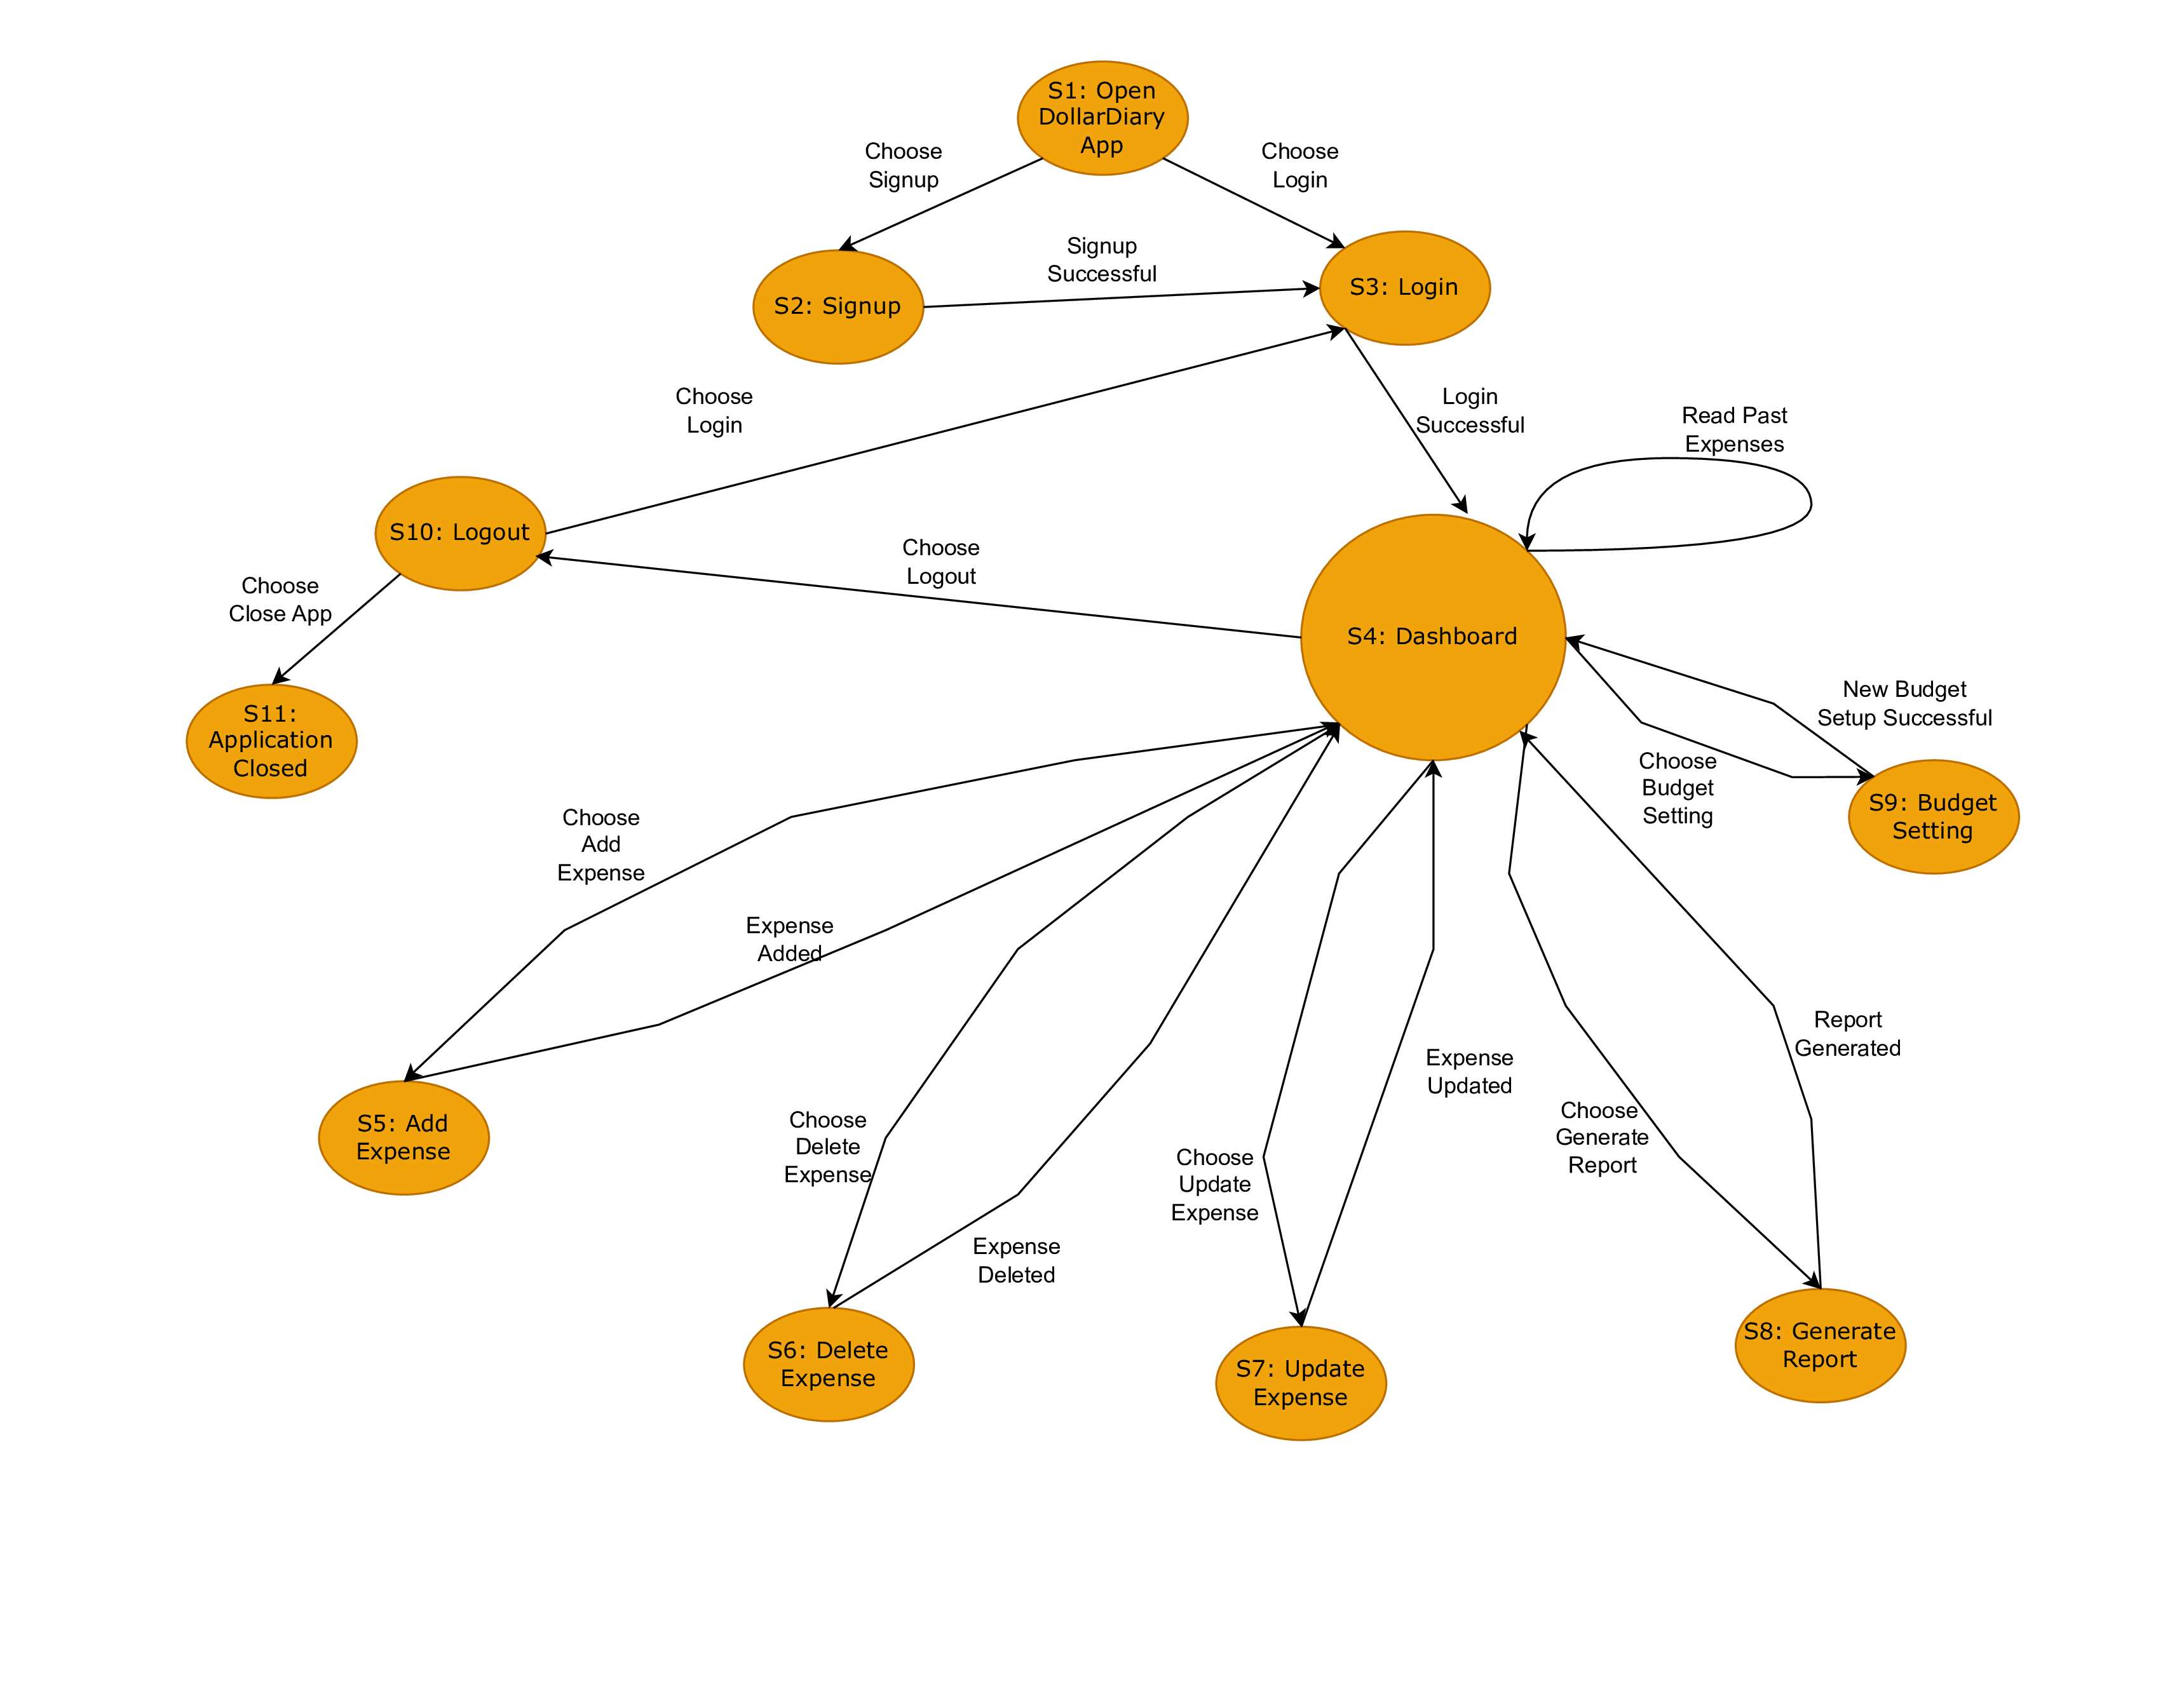 S1: Open
DollarDiary
App
Choose
Signup
Choose
Login
Signup
Successful
S2: Signup
S3: Login
Choose
Login
Login
Successful
Read Past
Expenses
S10: Logout
Choose
Logout
Choose
Close App
S4: Dashboard
S11:
Application
Closed
New Budget
Setup Successful
Choose
Budget
Setting
S9: Budget
Setting
Choose
Add
Expense
Expense
Added
Report
Generated
Expense
Updated
S5: Add
Expense
Choose
Delete
Expense
Choose
Update
Expense
Choose
Generate
Report
Expense
Deleted
S6: Delete
Expense
S7: Update
Expense
S8: Generate
Report